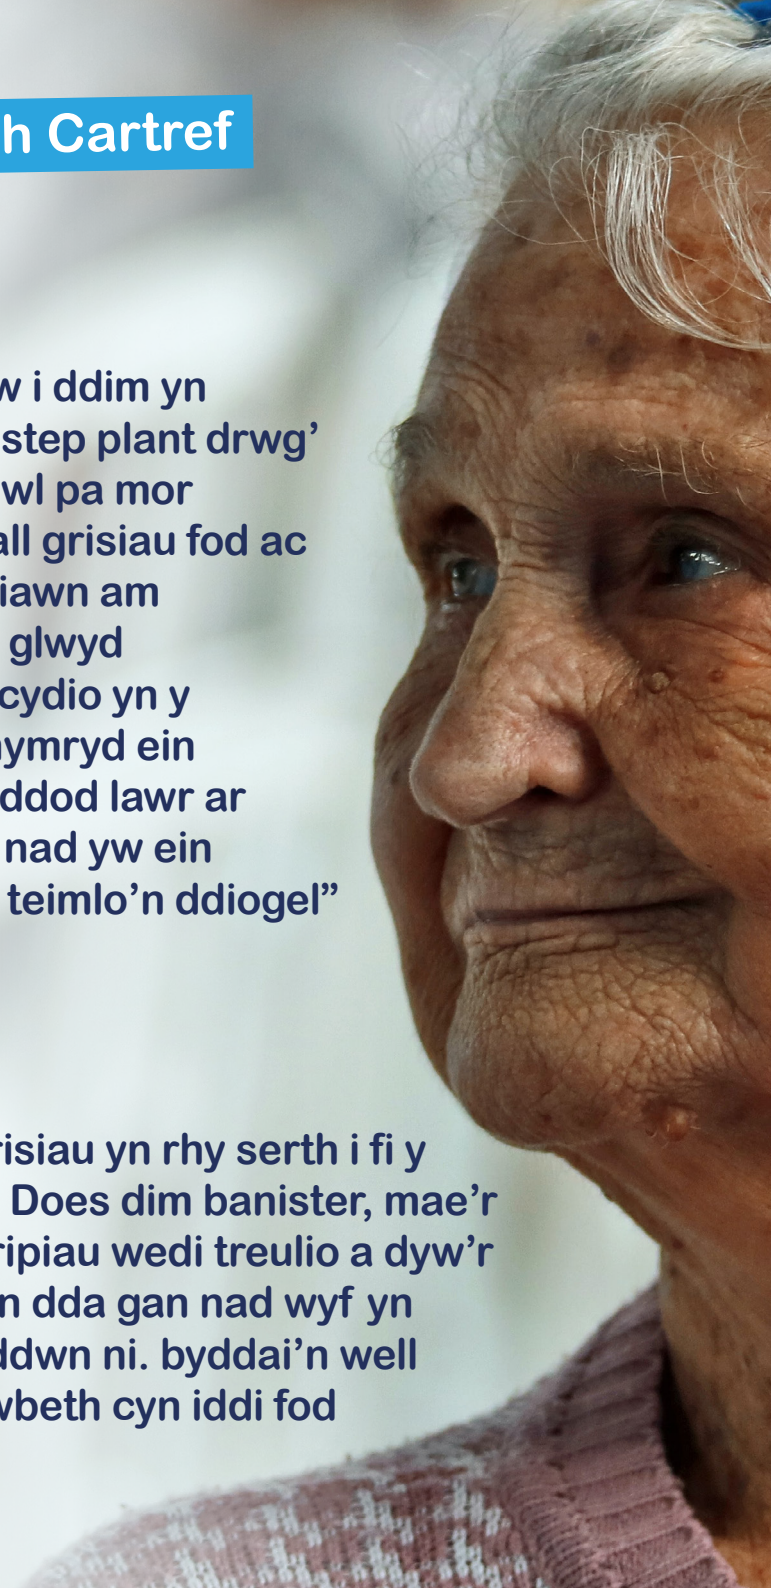 h Cartref
w i ddim yn
step plant drwg’
wl pa mor
all grisiau fod ac
iawn am
glwyd
cydio yn y
ymryd ein
ddod lawr ar
nad yw ein
teimlo’n ddiogel”
risiau yn rhy serth i fi y
Does dim banister, mae’r
ripiau wedi treulio a dyw’r
n dda gan nad wyf yn
ddwn ni. byddai’n well
wbeth cyn iddi fod